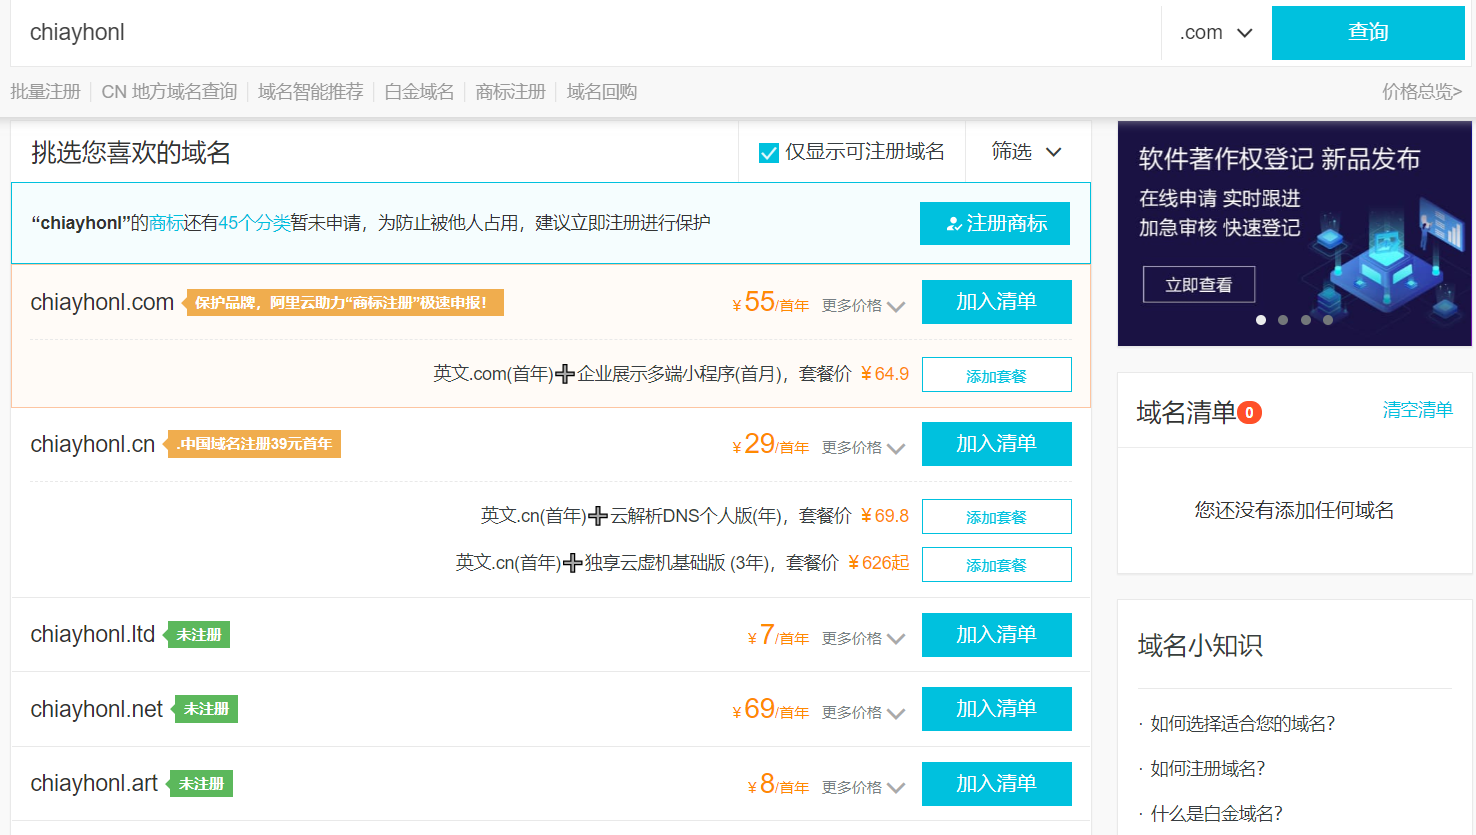 chiayhonl
.com
查询
批量注册
CN 地方域名查询
域名智能推荐
白金域名
商标注册
域名回购
价格总览>
挑选您喜欢的域名
仅显示可注册域名
筛选
“chiayhonl”的商标还有45个分类暂未申请，为防止被他人占用，建议立即注册进行保护
注册商标
chiayhonl.com
保护品牌，阿里云助力“商标注册”极速申报！
¥ 55/首年
更多价格
加入清单
英文.com(首年)➕企业展示多端小程序(首月)，套餐价 ¥ 64.9
添加套餐
chiayhonl.cn
.中国域名注册39元首年
¥ 29/首年
更多价格
加入清单
英文.cn(首年)➕云解析DNS个人版(年)，套餐价 ¥ 69.8
添加套餐
英文.cn(首年)➕独享云虚机基础版 (3年)，套餐价 ¥ 626起
添加套餐
chiayhonl.ltd
未注册
¥ 7/首年
更多价格
加入清单
chiayhonl.net
未注册
¥ 69/首年
更多价格
加入清单
chiayhonl.art
未注册
¥ 8/首年
更多价格
加入清单
软件著作权登记 新品发布
在线申请 实时跟进
加急审核 快速登记
立即查看
域名清单 0
清空清单
您还没有添加任何域名
域名小知识
· 如何选择适合您的域名?
· 如何注册域名?
· 什么是白金域名?